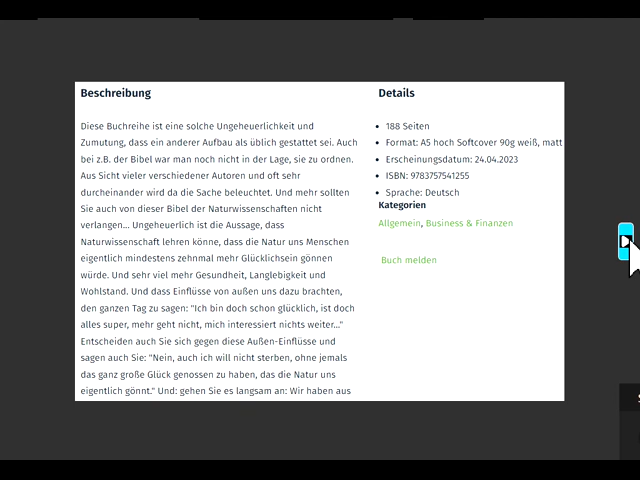 Beschreibung
Diese Buchreihe ist eine solche Ungeheuerlichkeit und
Zumutung, dass ein anderer Aufbau als üblich gestattet sei. Auch
bei z.B. der Bibel war man noch nicht in der Lage, sie zu ordnen.
Aus Sicht vieler verschiedener Autoren und oft sehr
durcheinander wird da die Sache beleuchtet. Und mehr sollten
Sie auch von dieser Bibel der Naturwissenschaften nicht
verlangen... Ungeheuerlich ist die Aussage, dass
Naturwissenschaft lehren könne, dass die Natur uns Menschen
eigentlich mindestens zehnmal mehr Glücklichsein gönnen
würde. Und sehr viel mehr Gesundheit, Langlebigkeit und
Wohlstand. Und dass Einflüsse von außen uns dazu brachten,
den ganzen Tag zu sagen: "Ich bin doch schon glücklich, ist doch
alles super, mehr geht nicht, mich interessiert nichts weiter..."
Entscheiden auch Sie sich gegen diese Außen-Einflüsse und
sagen auch Sie: "Nein, auch ich will nicht sterben, ohne jemals
das ganz große Glück genossen zu haben, das die Natur uns
eigentlich gönnt." Und: gehen Sie es langsam an: Wir haben aus
Details
• 188 Seiten
• Format: A5 hoch Softcover 90g weiß, matt
• Erscheinungsdatum: 24.04.2023
• ISBN: 9783757541255
• Sprache: Deutsch
Kategorien
Allgemein, Business & Finanzen
Buch melden